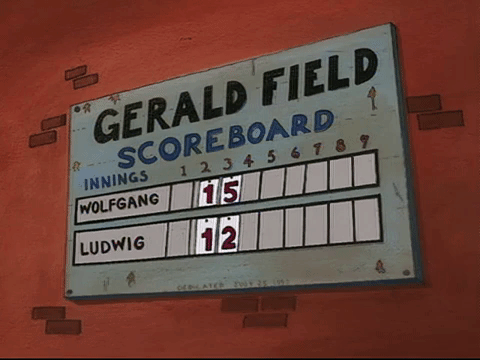 GERALD FIELD
SCOREBOARD
INNINGS 1 2 3 4 5 6 7 8 9
WOLFGANG 1 5
LUDWIG 1 2